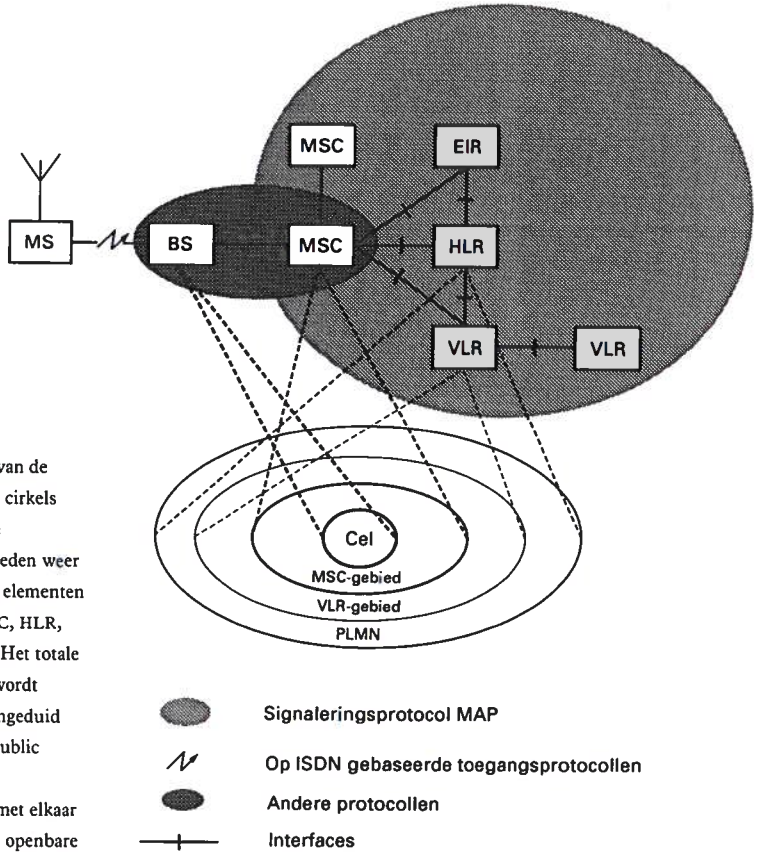 MSC
EIR
MS
BS
MSC
HLR
VLR
VLR
van de
cirkels
eden weer
elementen
C, HLR,
Het totale
wordt
ngeduid
ublic
met elkaar
openbare
Cel
MSC-gebied
VLR-gebied
PLMN
Signaleringsprotocol MAP
Op ISDN gebaseerde toegangsprotocollen
Andere protocollen
Interfaces